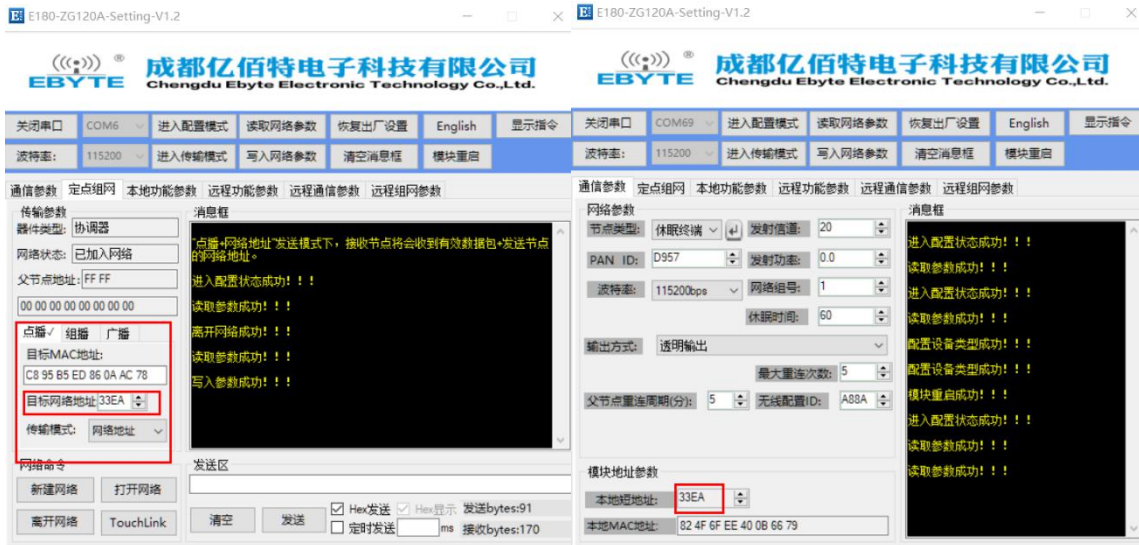 E180-ZG120A-Setting-V1.2
EBYTE ®
成都亿佰特电子科技有限公司
Chengdu Ebyte Electronic Technology Co.,Ltd.
关闭串口 COM6 进入配置模式 读取网络参数 恢复出厂设置 English 显示指令
波特率: 115200 进入传输模式 写入网络参数 清空消息框 模块重启
通信参数 定点组网 本地功能参数 远程功能参数 远程通信参数 远程组网参数
传输参数
器件类型: 协调器
网络状态: 已加入网络
父节点地址: FF FF
00 00 00 00 00 00 00 00
点播✓ 组播 广播
目标MAC地址:
C8 95 B5 ED 86 0A AC 78
目标网络地址 33EA
传输模式: 网络地址
网络命令
新建网络 打开网络
离开网络 TouchLink
消息框
"点播+网络地址"发送模式下，接收节点将会收到有效数据包+发送节点
的网络地址。
进入配置状态成功！！！
读取参数成功！！！
离开网络成功！！！
读取参数成功！！！
写入参数成功！！！
发送区
清空 发送 Hex发送 Hex显示 发送bytes:91
定时发送 ms 接收bytes:170
E180-ZG120A-Setting-V1.2
EBYTE ®
成都亿佰特电子科技有限公司
Chengdu Ebyte Electronic Technology Co.,Ltd.
关闭串口 COM69 进入配置模式 读取网络参数 恢复出厂设置 English 显示指令
波特率: 115200 进入传输模式 写入网络参数 清空消息框 模块重启
通信参数 定点组网 本地功能参数 远程功能参数 远程通信参数 远程组网参数
网络参数
节点类型: 休眠终端 发射信道: 20
PAN ID: D957 发射功率: 0.0
波特率: 115200bps 网络组号: 1
休眠时间: 60
输出方式: 透明输出
最大重连次数: 5
父节点重连周期(分): 5 无线配置ID: A88A
模块地址参数
本地短地址: 33EA
本地MAC地址: 82 4F 6F EE 40 0B 66 79
消息框
进入配置状态成功！！！
读取参数成功！！！
进入配置状态成功！！！
读取参数成功！！！
配置设备类型成功！！！
配置设备类型成功！！！
模块重启成功！！！
进入配置状态成功！！！
读取参数成功！！！
读取参数成功！！！